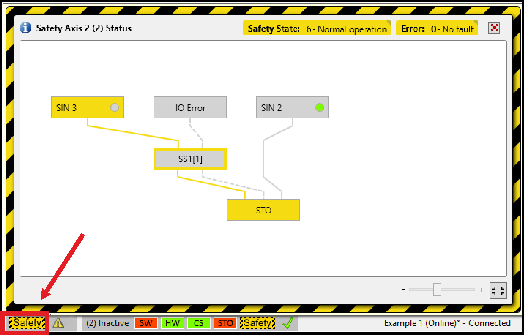 Safety Axis 2 (2) Status
Safety State: 6 - Normal operation
Error: 0 - No fault
SIN 3
IO Error
SIN 2
SS1[1]
STO
Safety
(2) Inactive
SW
HW
CS
STO
Safety
Example 1 (Online)* - Connected